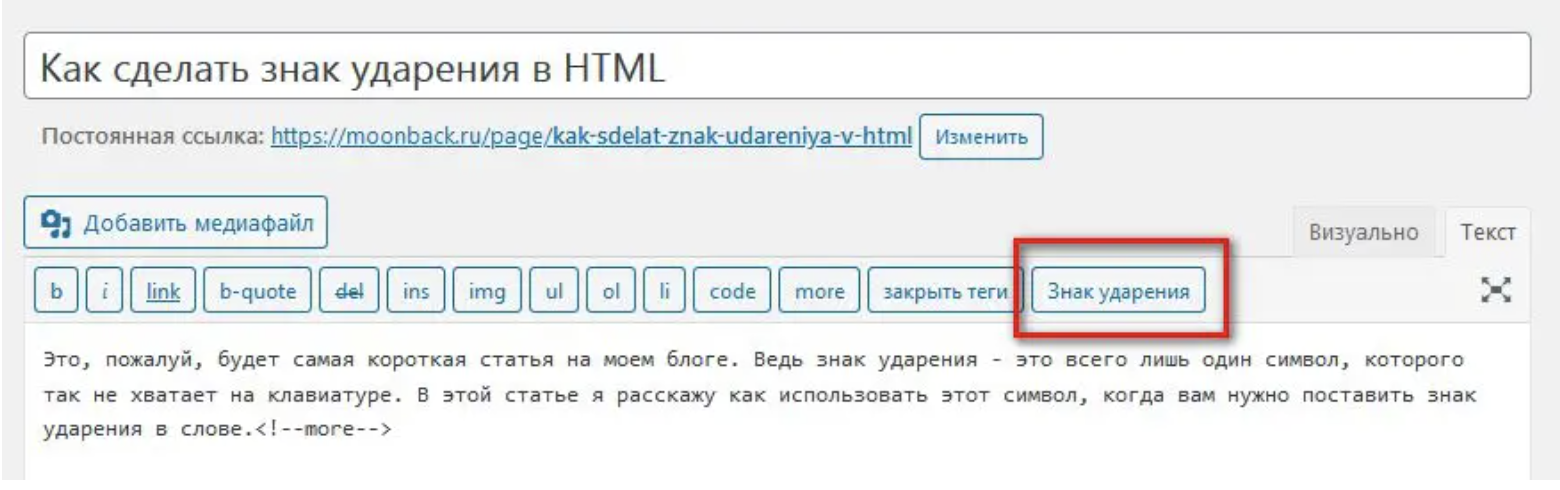 Как сделать знак ударения в HTML
Постоянная ссылка: https://moonback.ru/page/kak-sdelat-znak-udareniya-v-html Изменить
Добавить медиафайл
Визуально Текст
b i link b-quote del ins img ul ol li code more закрыть теги Знак ударения
Это, пожалуй, будет самая короткая статья на моем блоге. Ведь знак ударения - это всего лишь один символ, которого
так не хватает на клавиатуре. В этой статье я расскажу как использовать этот символ, когда вам нужно поставить знак
ударения в слове.<!--more-->